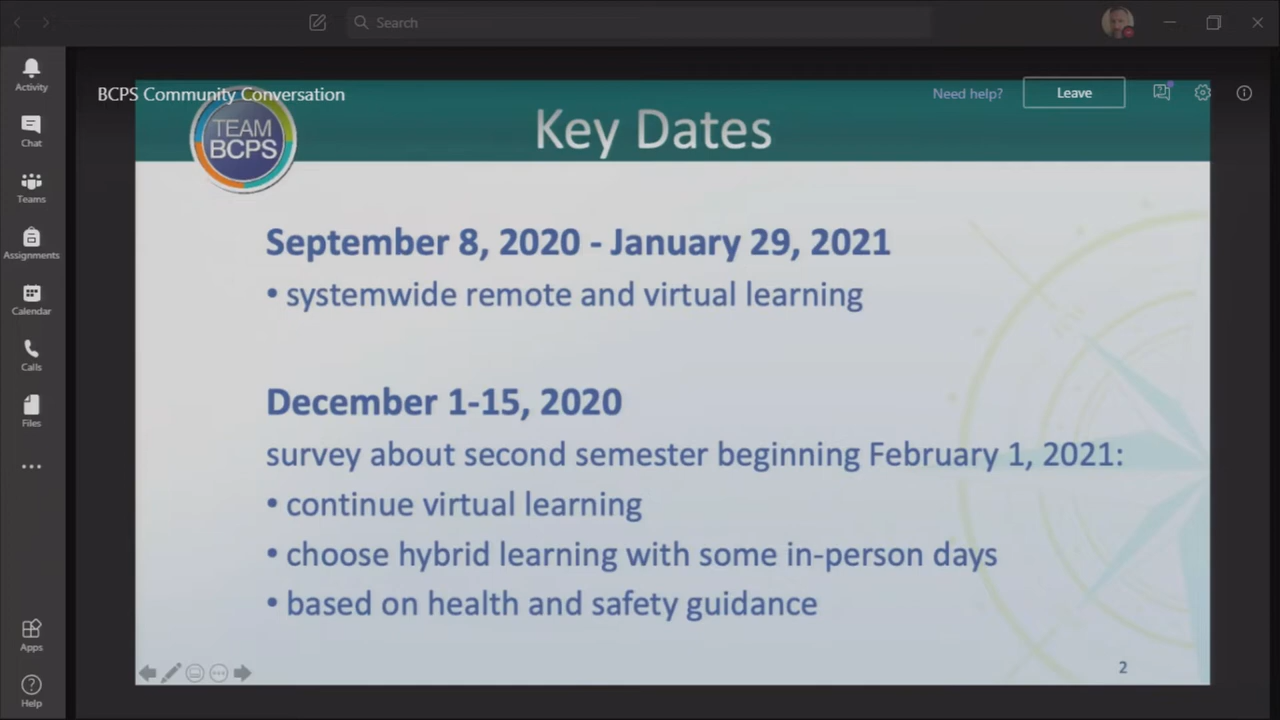 Search
Activity
Chat
Teams
Assignments
Calendar
Calls
Files
Apps
Help
BCPS Community Conversation
Need help?
Leave
TEAM
BCPS
Key Dates
September 8, 2020 - January 29, 2021
• systemwide remote and virtual learning
December 1-15, 2020
survey about second semester beginning February 1, 2021:
• continue virtual learning
• choose hybrid learning with some in-person days
• based on health and safety guidance
2